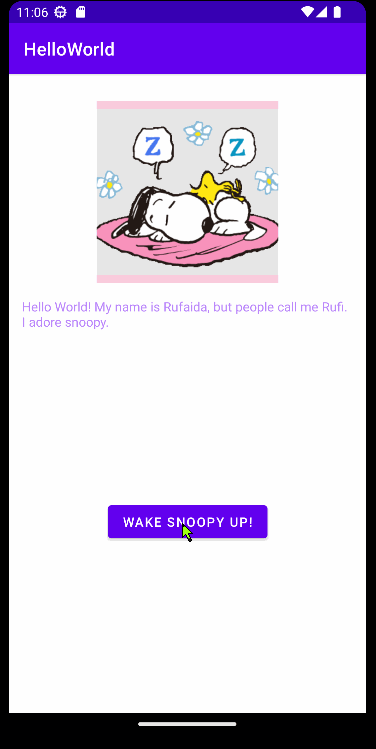 11:06
HelloWorld
Z Z
Hello World! My name is Rufaida, but people call me Rufi.
I adore snoopy.
WAKE SNOOPY UP!